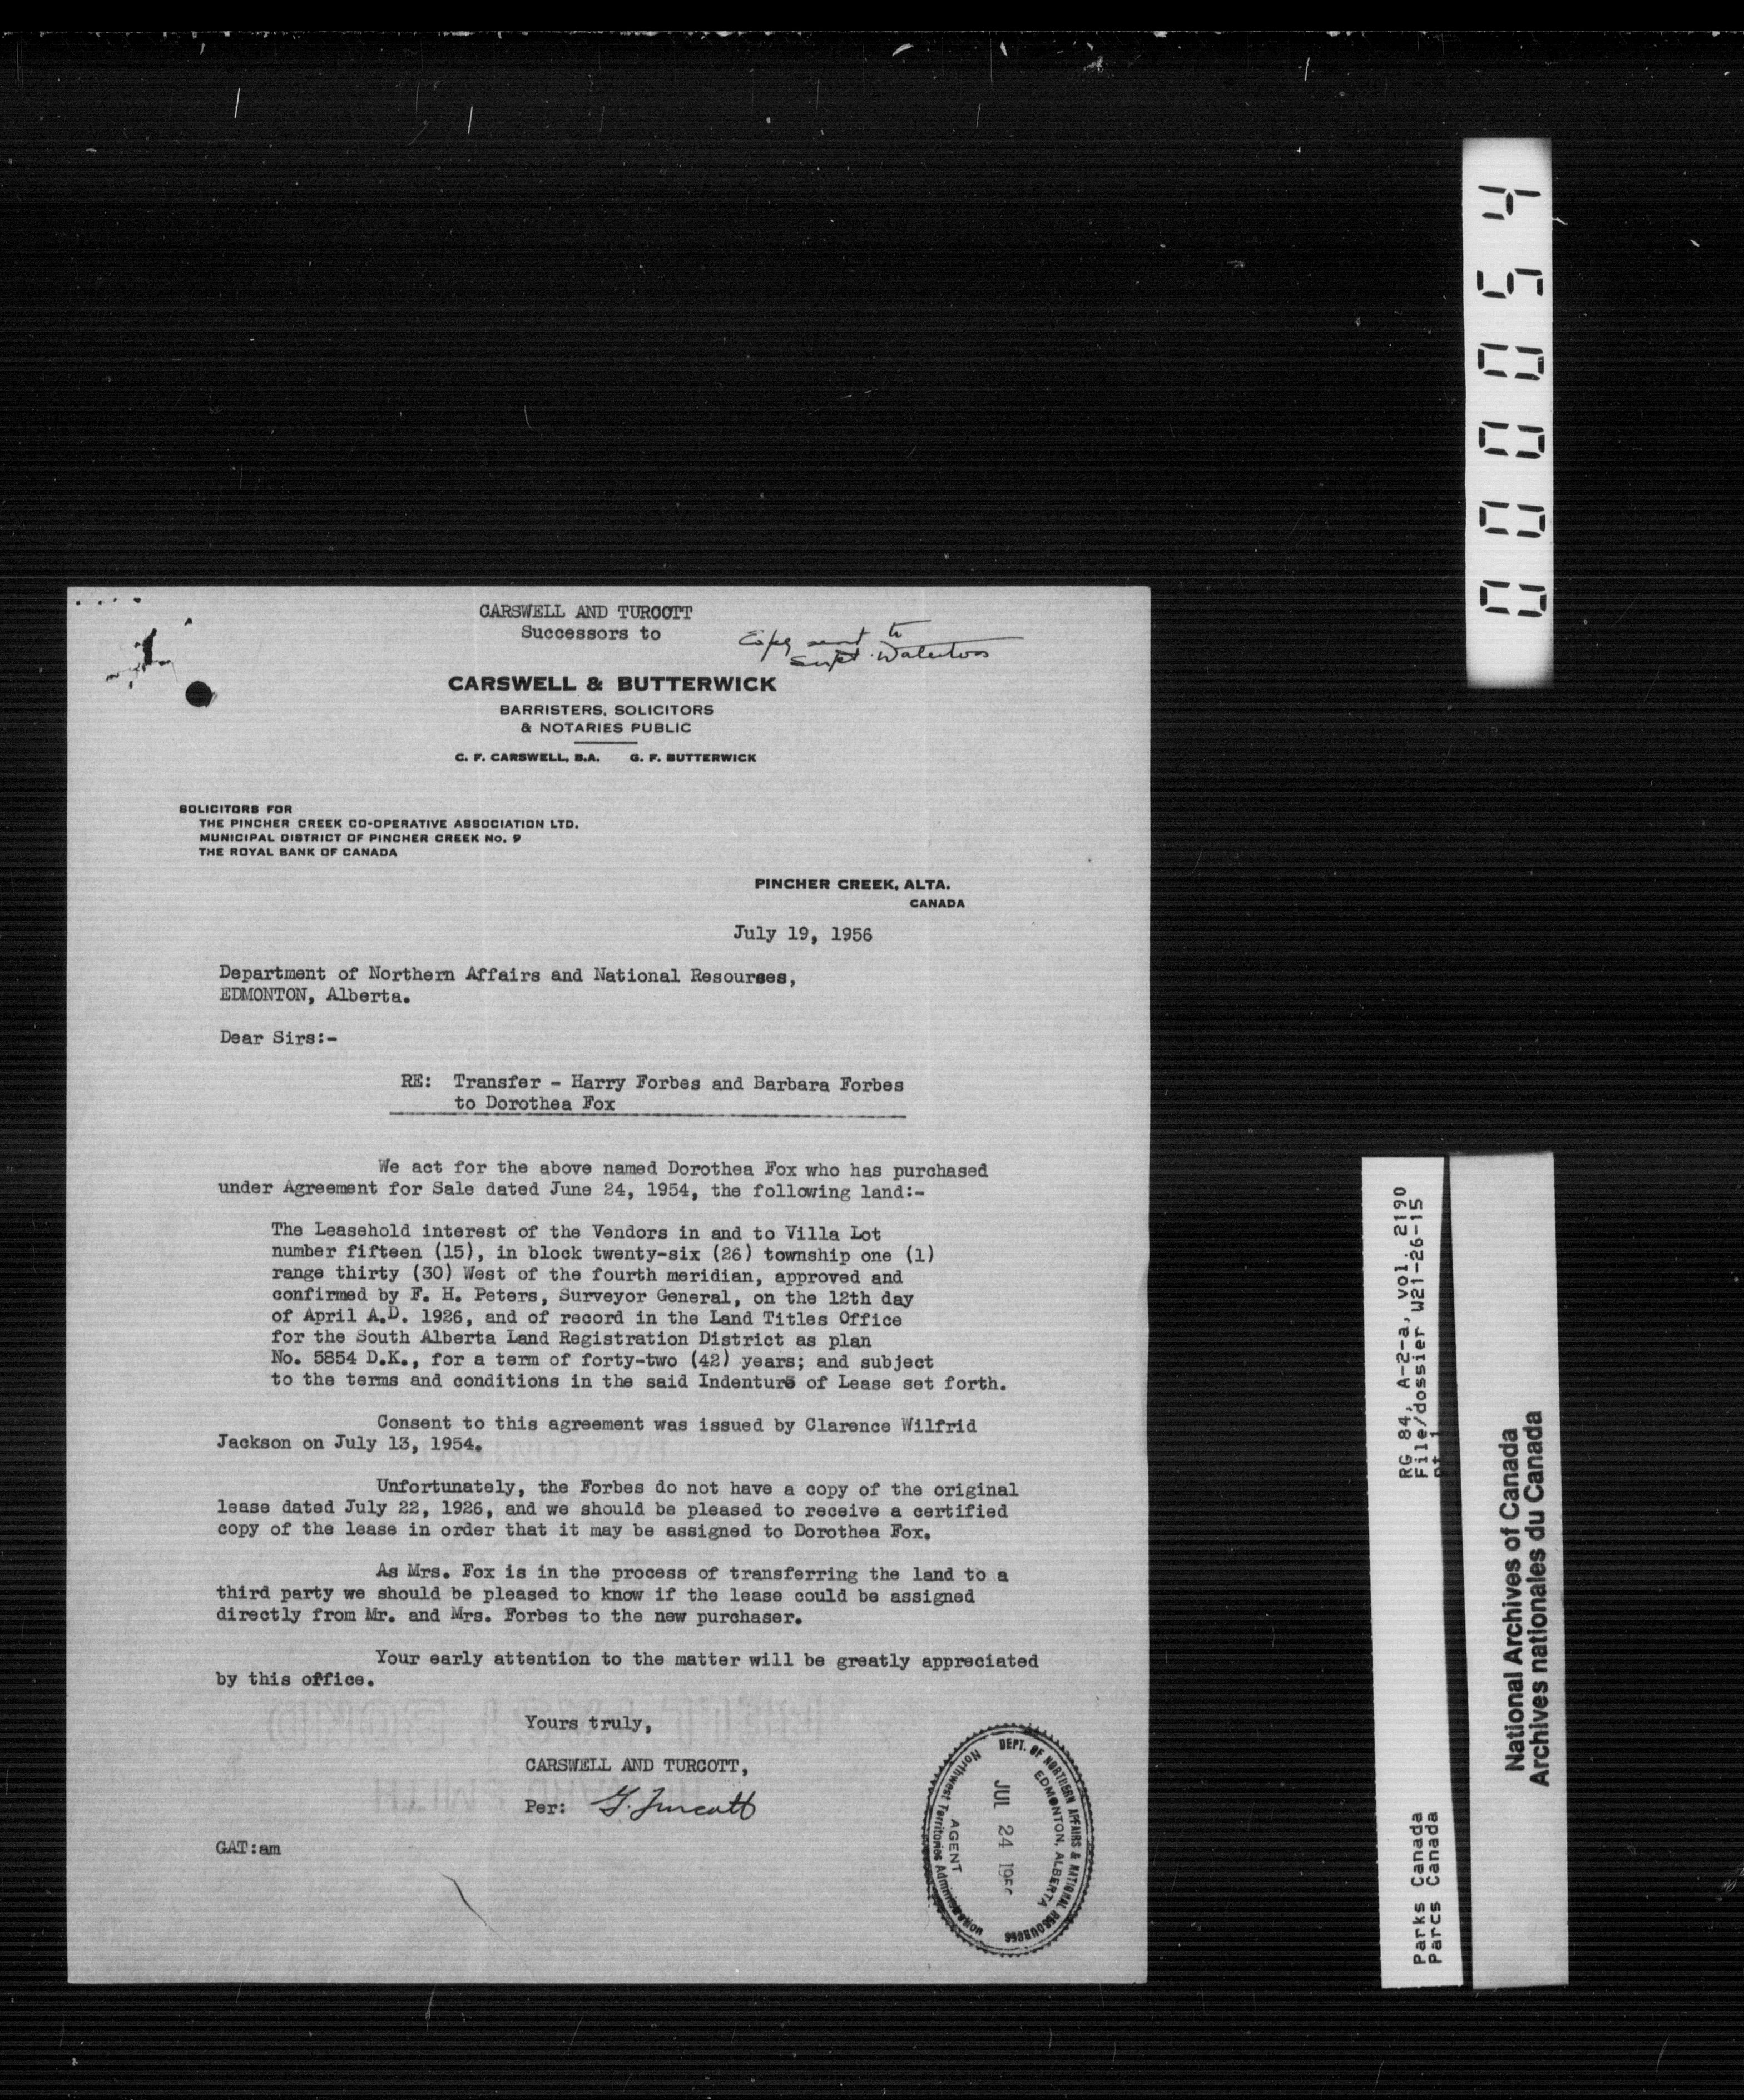 CARSWELL AND TURCOTT
Successors to
Copy sent to
Supt. Waterton
CARSWELL & BUTTERWICK
BARRISTERS, SOLICITORS
& NOTARIES PUBLIC
C. F. CARSWELL, B.A. G. F. BUTTERWICK
SOLICITORS FOR
THE PINCHER CREEK CO-OPERATIVE ASSOCIATION LTD.
MUNICIPAL DISTRICT OF PINCHER CREEK No. 9
THE ROYAL BANK OF CANADA
PINCHER CREEK, ALTA.
CANADA
July 19, 1956
Department of Northern Affairs and National Resources,
EDMONTON, Alberta.
Dear Sirs:-
RE: Transfer - Harry Forbes and Barbara Forbes
to Dorothea Fox
We act for the above named Dorothea Fox who has purchased
under Agreement for Sale dated June 24, 1954, the following land:-
The Leasehold interest of the Vendors in and to Villa Lot
number fifteen (15), in block twenty-six (26) township one (1)
range thirty (30) West of the fourth meridian, approved and
confirmed by F. H. Peters, Surveyor General, on the 12th day
of April A.D. 1926, and of record in the Land Titles Office
for the South Alberta Land Registration District as plan
No. 5854 D.K., for a term of forty-two (42) years; and subject
to the terms and conditions in the said Indenture of Lease set forth.
Consent to this agreement was issued by Clarence Wilfrid
Jackson on July 13, 1954.
Unfortunately, the Forbes do not have a copy of the original
lease dated July 22, 1926, and we should be pleased to receive a certified
copy of the lease in order that it may be assigned to Dorothea Fox.
As Mrs. Fox is in the process of transferring the land to a
third party we should be pleased to know if the lease could be assigned
directly from Mr. and Mrs. Forbes to the new purchaser.
Your early attention to the matter will be greatly appreciated
by this office.
Yours truly,
CARSWELL AND TURCOTT,
Per: G. Turcott
GAT:am
DEPT. OF NORTHERN AFFAIRS & NATIONAL RESOURCES
EDMONTON, ALBERTA
JUL 24 195
AGENT
Northwest Territories Administration
000054
RG 84, A-2-a, vol. 2190
File/dossier W21-26-15
pt 1
Parks Canada
Parcs Canada
National Archives of Canada
Archives nationales du Canada